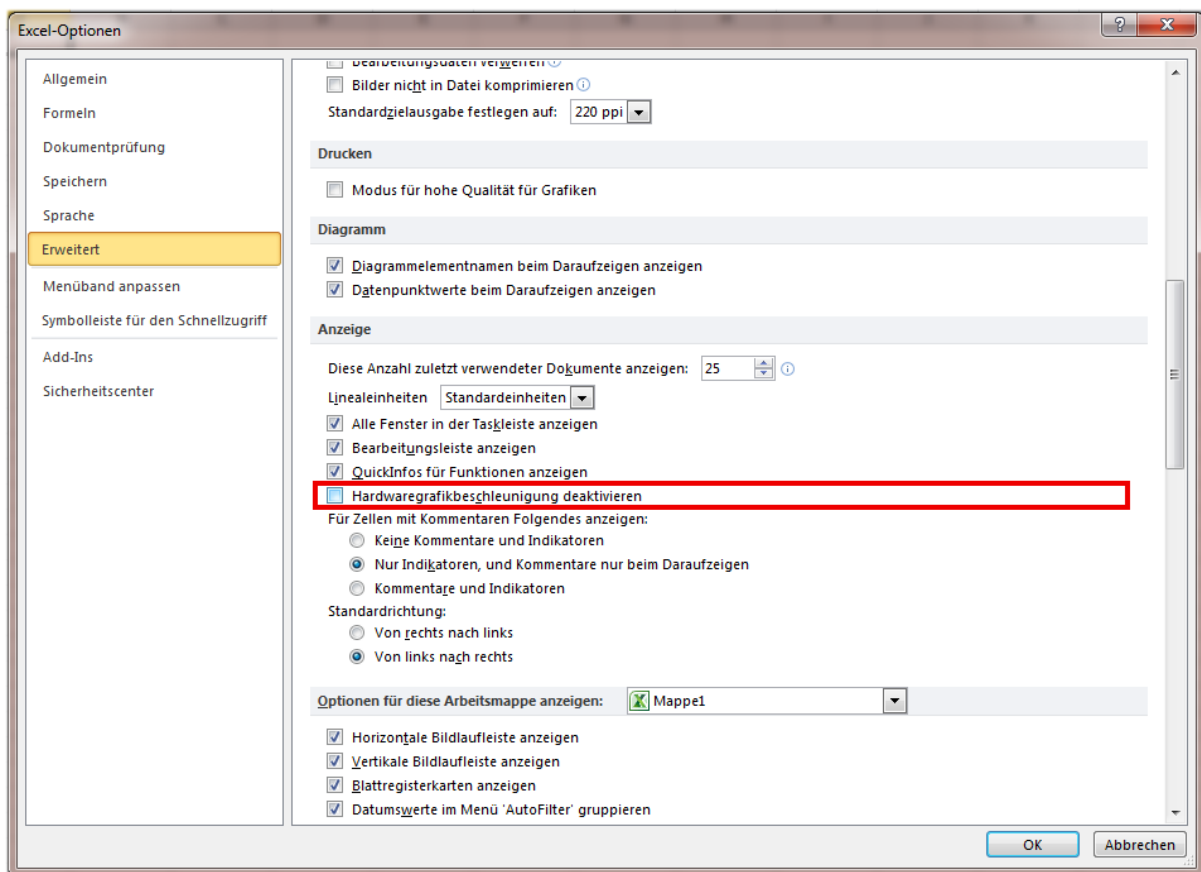 Excel-Optionen
Allgemein
Formeln
Dokumentprüfung
Speichern
Sprache
Erweitert
Menüband anpassen
Symbolleiste für den Schnellzugriff
Add-Ins
Sicherheitscenter
Bearbeitungsdaten verwerfen
Bilder nicht in Datei komprimieren
Standardzielausgabe festlegen auf: 220 ppi
Drucken
Modus für hohe Qualität für Grafiken
Diagramm
Diagrammelementnamen beim Daraufzeigen anzeigen
Datenpunktwerte beim Daraufzeigen anzeigen
Anzeige
Diese Anzahl zuletzt verwendeter Dokumente anzeigen: 25
Linealeinheiten Standardeinheiten
Alle Fenster in der Taskleiste anzeigen
Bearbeitungsleiste anzeigen
QuickInfos für Funktionen anzeigen
Hardwaregrafikbeschleunigung deaktivieren
Für Zellen mit Kommentaren Folgendes anzeigen:
Keine Kommentare und Indikatoren
Nur Indikatoren, und Kommentare nur beim Daraufzeigen
Kommentare und Indikatoren
Standardrichtung:
Von rechts nach links
Von links nach rechts
Optionen für diese Arbeitsmappe anzeigen: Mappe1
Horizontale Bildlaufleiste anzeigen
Vertikale Bildlaufleiste anzeigen
Blattregisterkarten anzeigen
Datumswerte im Menü 'AutoFilter' gruppieren
OK Abbrechen